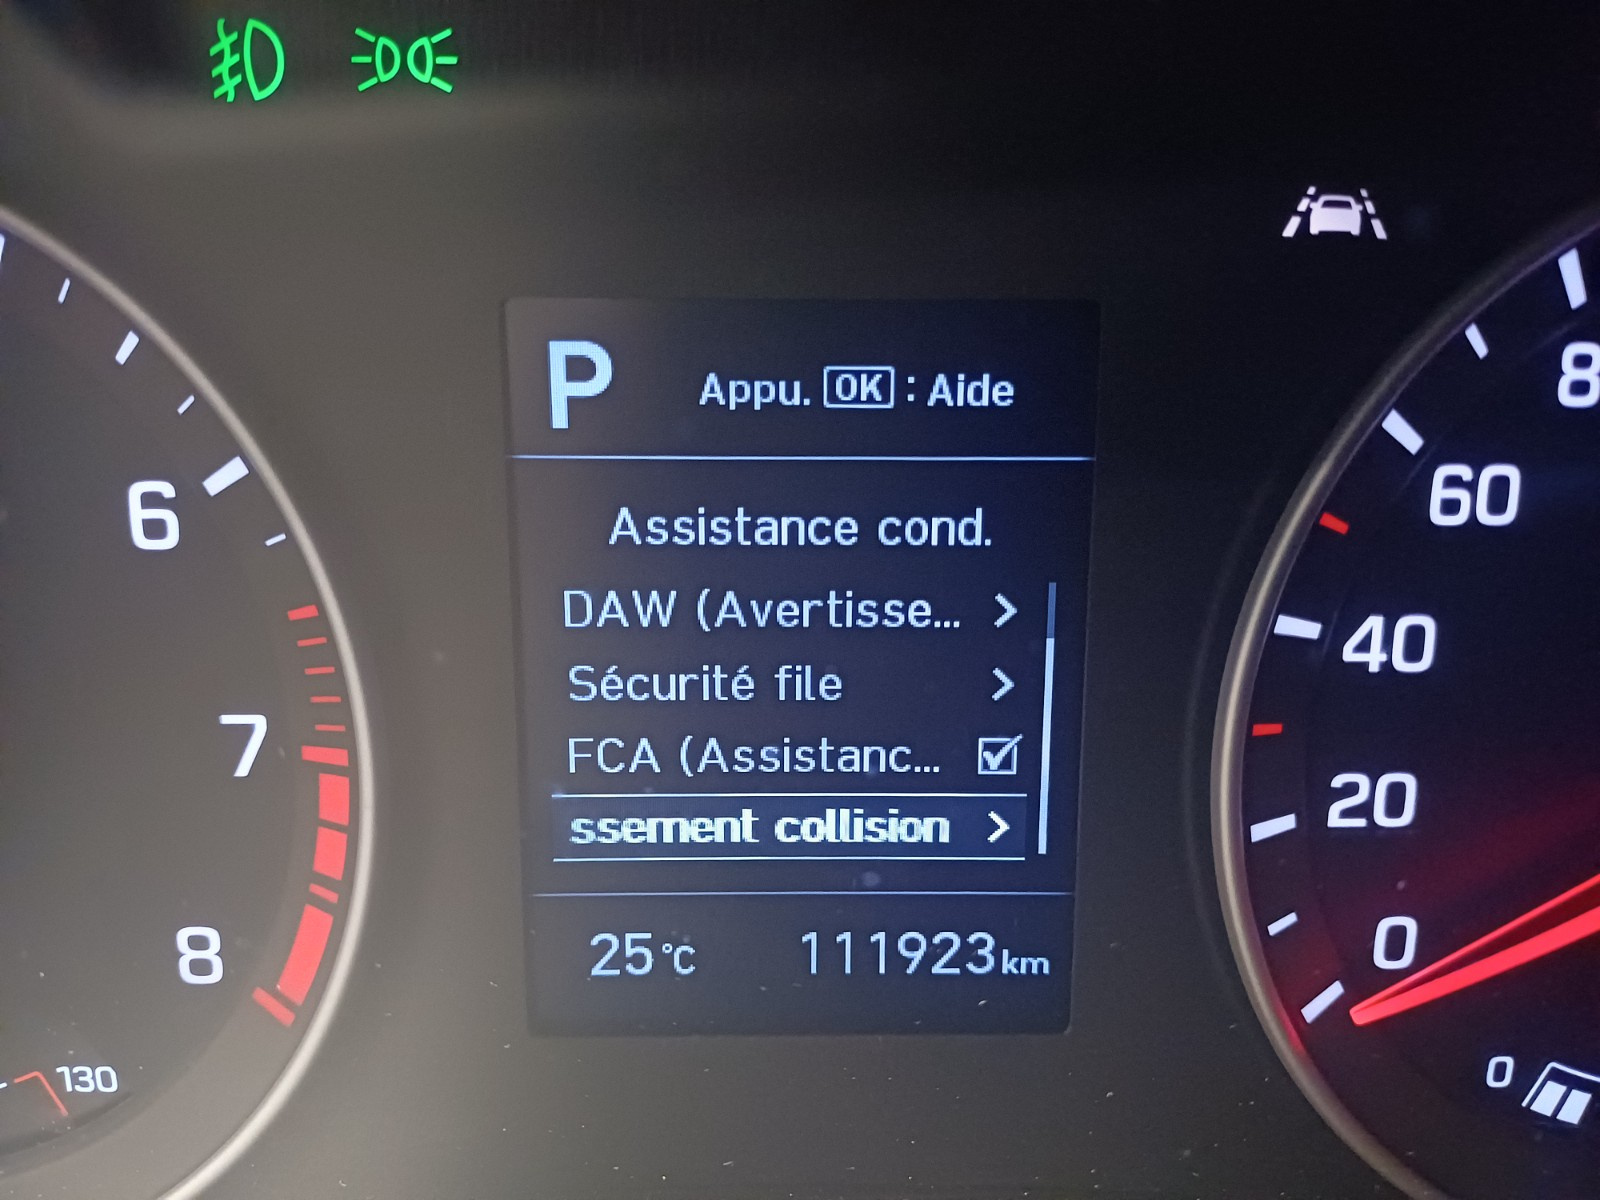 P
Appu. OK : Aide
Assistance cond.
DAW (Avertisse...
Sécurité file
FCA (Assistanc...
ssement collision
25°C
111923km
6
7
8
130
8
60
40
20
0
0